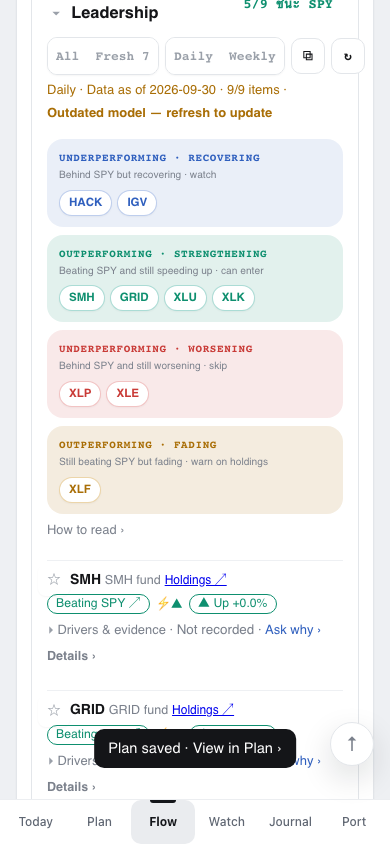 Leadership
5/9 ชนะ SPY
All Fresh 7 Daily Weekly
Daily · Data as of 2026-09-30 · 9/9 items ·
Outdated model — refresh to update
UNDERPERFORMING · RECOVERING
Behind SPY but recovering · watch
HACK IGV
OUTPERFORMING · STRENGTHENING
Beating SPY and still speeding up · can enter
SMH GRID XLU XLK
UNDERPERFORMING · WORSENING
Behind SPY and still worsening · skip
XLP XLE
OUTPERFORMING · FADING
Still beating SPY but fading · warn on holdings
XLF
How to read ›
☆ SMH SMH fund Holdings ↗
Beating SPY ↗ ⚡▲ ▲ Up +0.0%
Drivers & evidence · Not recorded · Ask why ›
Details ›
☆ GRID GRID fund Holdings ↗
Plan saved · View in Plan ›
Details ›
Today Plan Flow Watch Journal Port